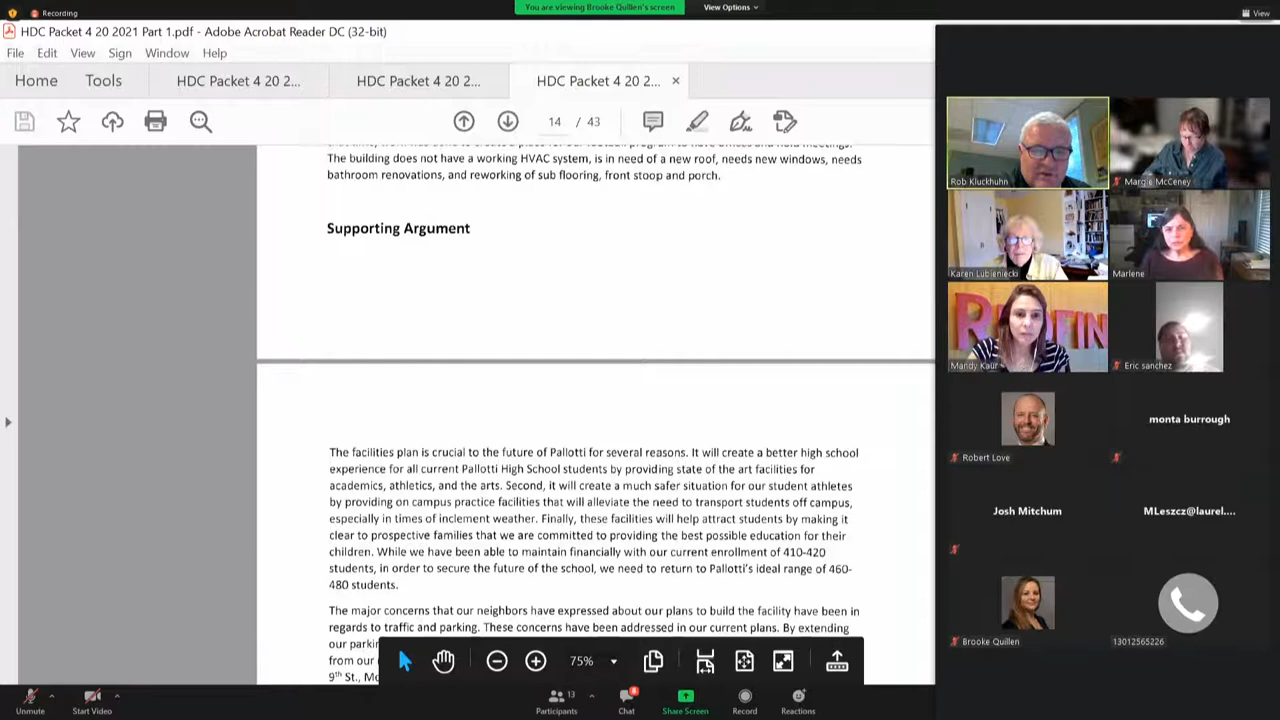 Recording
You are viewing Brooke Quillen's screen
View Options
View
HDC Packet 4 20 2021 Part 1.pdf - Adobe Acrobat Reader DC (32-bit)
File Edit View Sign Window Help
Home Tools HDC Packet 4 20 2... HDC Packet 4 20 2... HDC Packet 4 20 2... ×
14 / 43
The building does not have a working HVAC system, is in need of a new roof, needs new windows, needs
bathroom renovations, and reworking of sub flooring, front stoop and porch.
Supporting Argument
The facilities plan is crucial to the future of Pallotti for several reasons. It will create a better high school
experience for all current Pallotti High School students by providing state of the art facilities for
academics, athletics, and the arts. Second, it will create a much safer situation for our student athletes
by providing on campus practice facilities that will alleviate the need to transport students off campus,
especially in times of inclement weather. Finally, these facilities will help attract students by making it
clear to prospective families that we are committed to providing the best possible education for their
children. While we have been able to maintain financially with our current enrollment of 410-420
students, in order to secure the future of the school, we need to return to Pallotti's ideal range of 460-
480 students.
The major concerns that our neighbors have expressed about our plans to build the facility have been in
regards to traffic and parking. These concerns have been addressed in our current plans. By extending
our
from our
9th St.,
75%
Rob Kluckhuhn
Margie McCeney
Karen Lubieniecki
Marlene
REDFIN
Mandy Kaur
Eric sanchez
Robert Love
monta burrough
Josh Mitchum
MLeszcz@laurel....
Brooke Quillen
13012565226
Unmute
Start Video
Participants 13
Chat 8
Share Screen
Record
Reactions